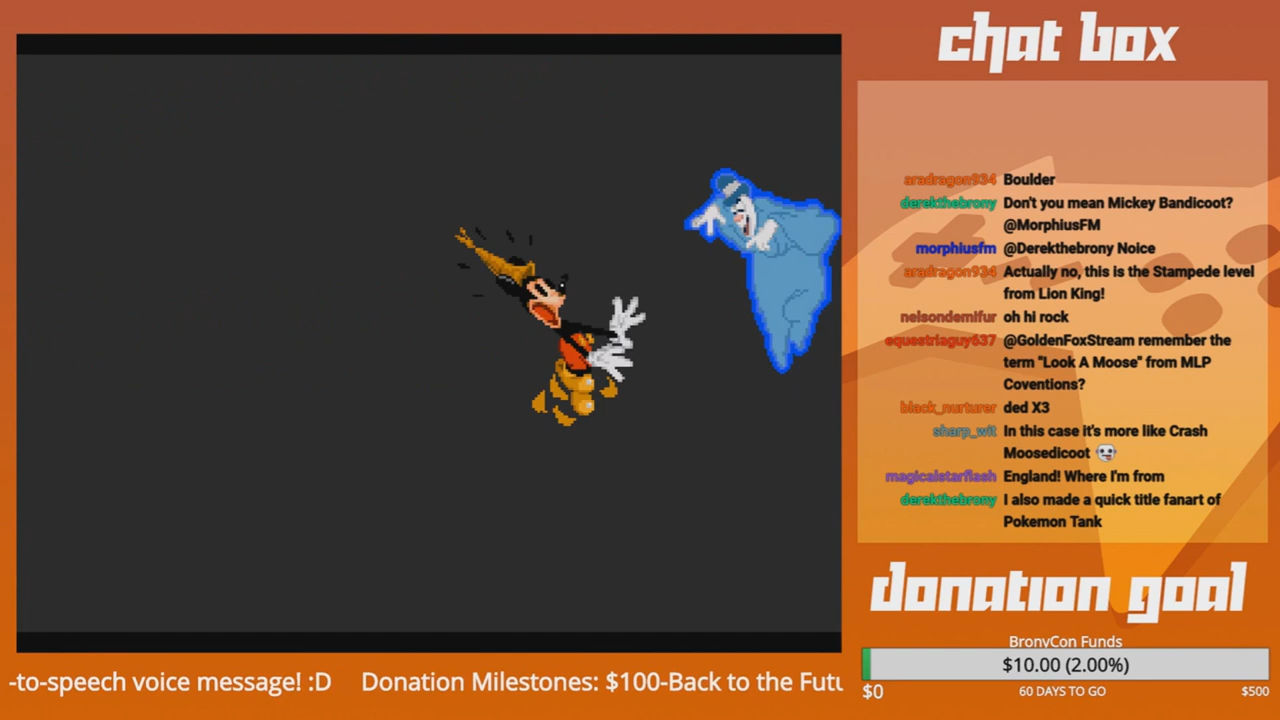 chat box
aradragon934 Boulder
derekthebrony Don't you mean Mickey Bandicoot?
@MorphiusFM
morphiusfm @Derekthebrony Noice
aradragon934 Actually no, this is the Stampede level
from Lion King!
nelsondemifur oh hi rock
equestriaguy637 @GoldenFoxStream remember the
term "Look A Moose" from MLP
Coventions?
black_nurturer ded X3
sharp_wit In this case it's more like Crash
Moosedicoot
magicalstarflash England! Where I'm from
derekthebrony I also made a quick title fanart of
Pokemon Tank
donation goal
BronyCon Funds
$10.00 (2.00%)
$0 60 DAYS TO GO $500
-to-speech voice message! :D Donation Milestones: $100-Back to the Futu